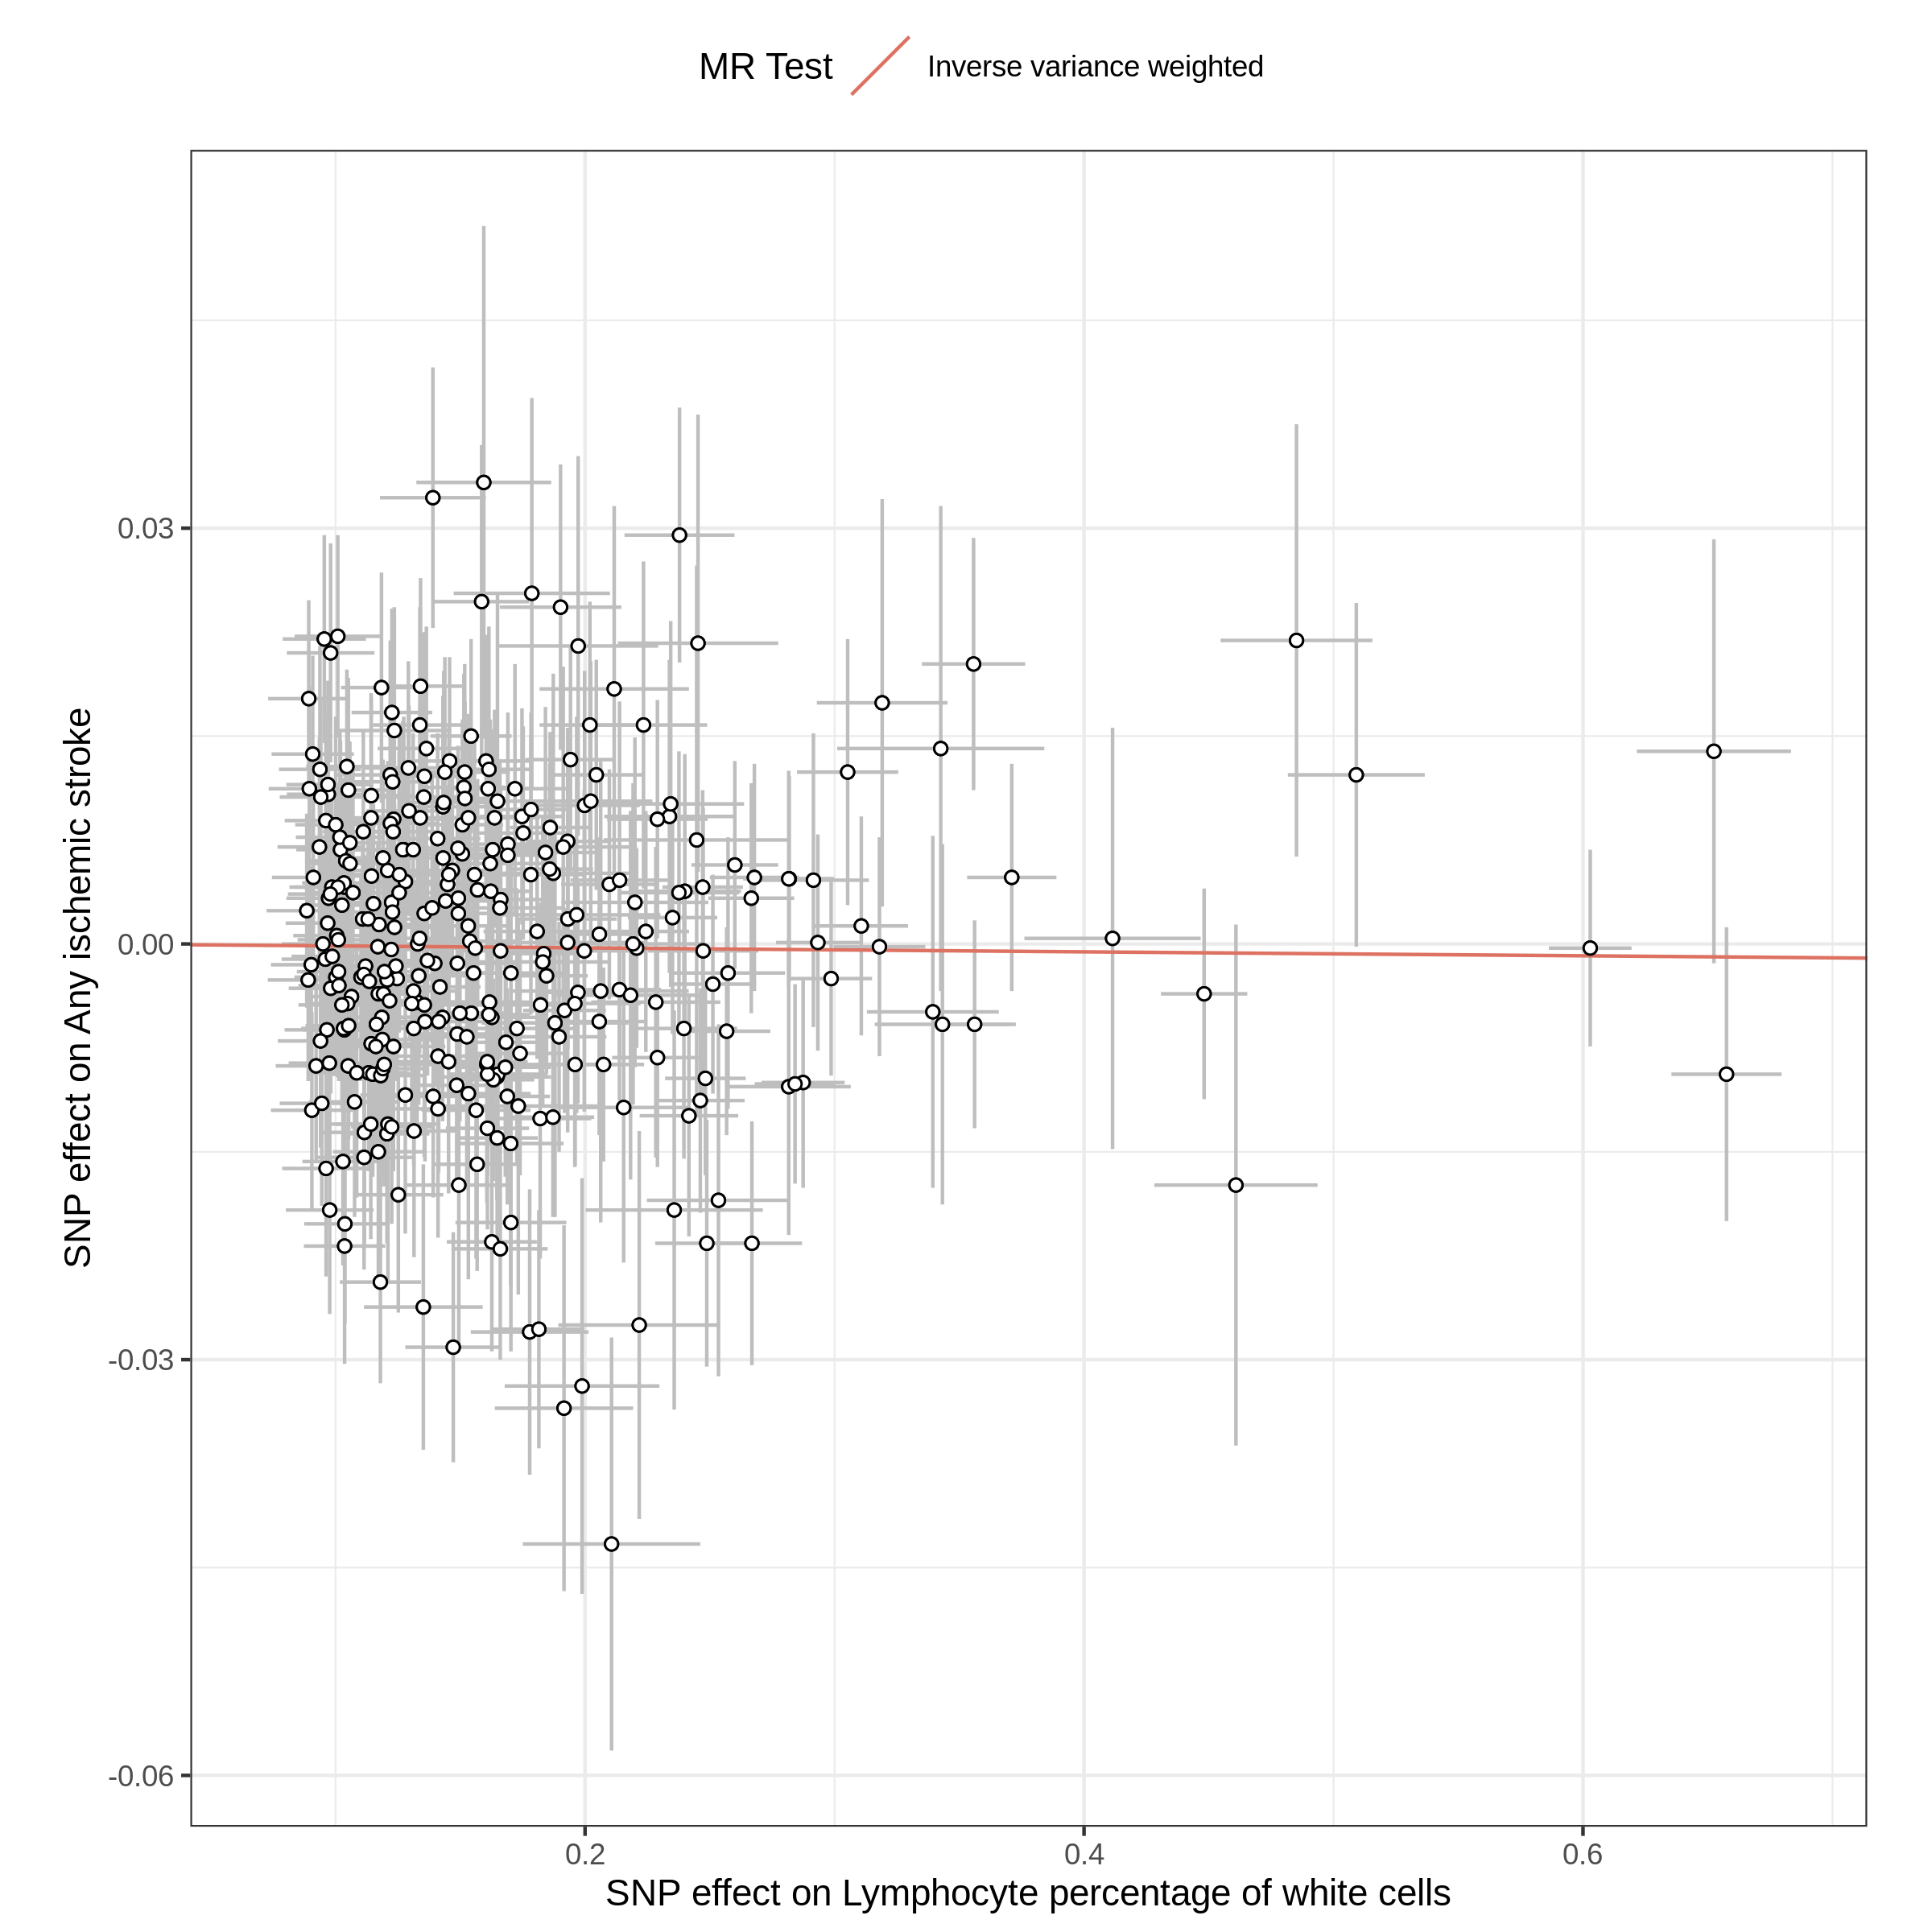 MR Test Inverse variance weighted
SNP effect on Any ischemic stroke
0.03
0.00
-0.03
-0.06
0.2 0.4 0.6
SNP effect on Lymphocyte percentage of white cells